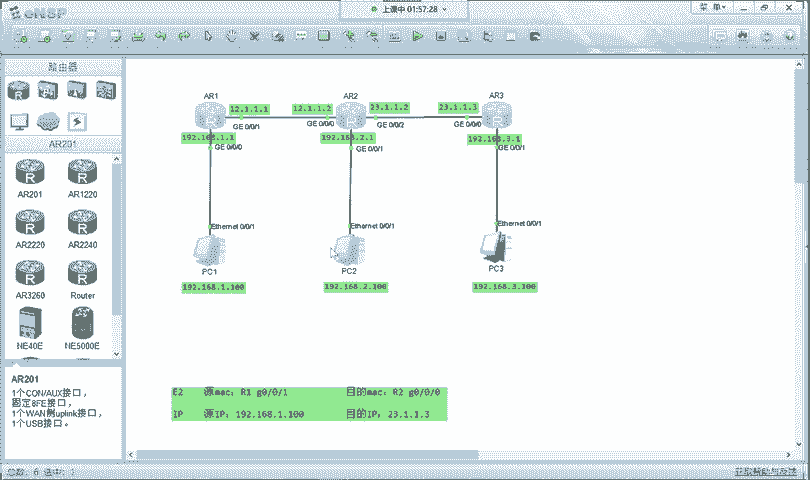 eNSP
上课中 01:57:28
菜 单
路由器
AR201
AR201
AR1220
AR2220
AR2240
AR3260
Router
NE40E
NE5000E
AR201
1个CON/AUX接口,
固定8FE接口,
1个WAN侧uplink接口,
1个USB接口。
AR1
AR2
AR3
12.1.1.1
12.1.1.2
23.1.1.2
23.1.1.3
GE 0/0/1
GE 0/0/0
GE 0/0/2
GE 0/0/0
192.168.1.1
192.168.2.1
192.168.3.1
GE 0/0/0
GE 0/0/1
GE 0/0/1
Ethernet 0/0/1
Ethernet 0/0/1
Ethernet 0/0/1
PC1
PC2
PC3
192.168.1.100
192.168.2.100
192.168.3.100
E2 源mac: R1 g0/0/1 目的mac: R2 g0/0/0
IP 源IP: 192.168.1.100 目的IP: 23.1.1.3
总数: 6 选中: 1
获取帮助与反馈